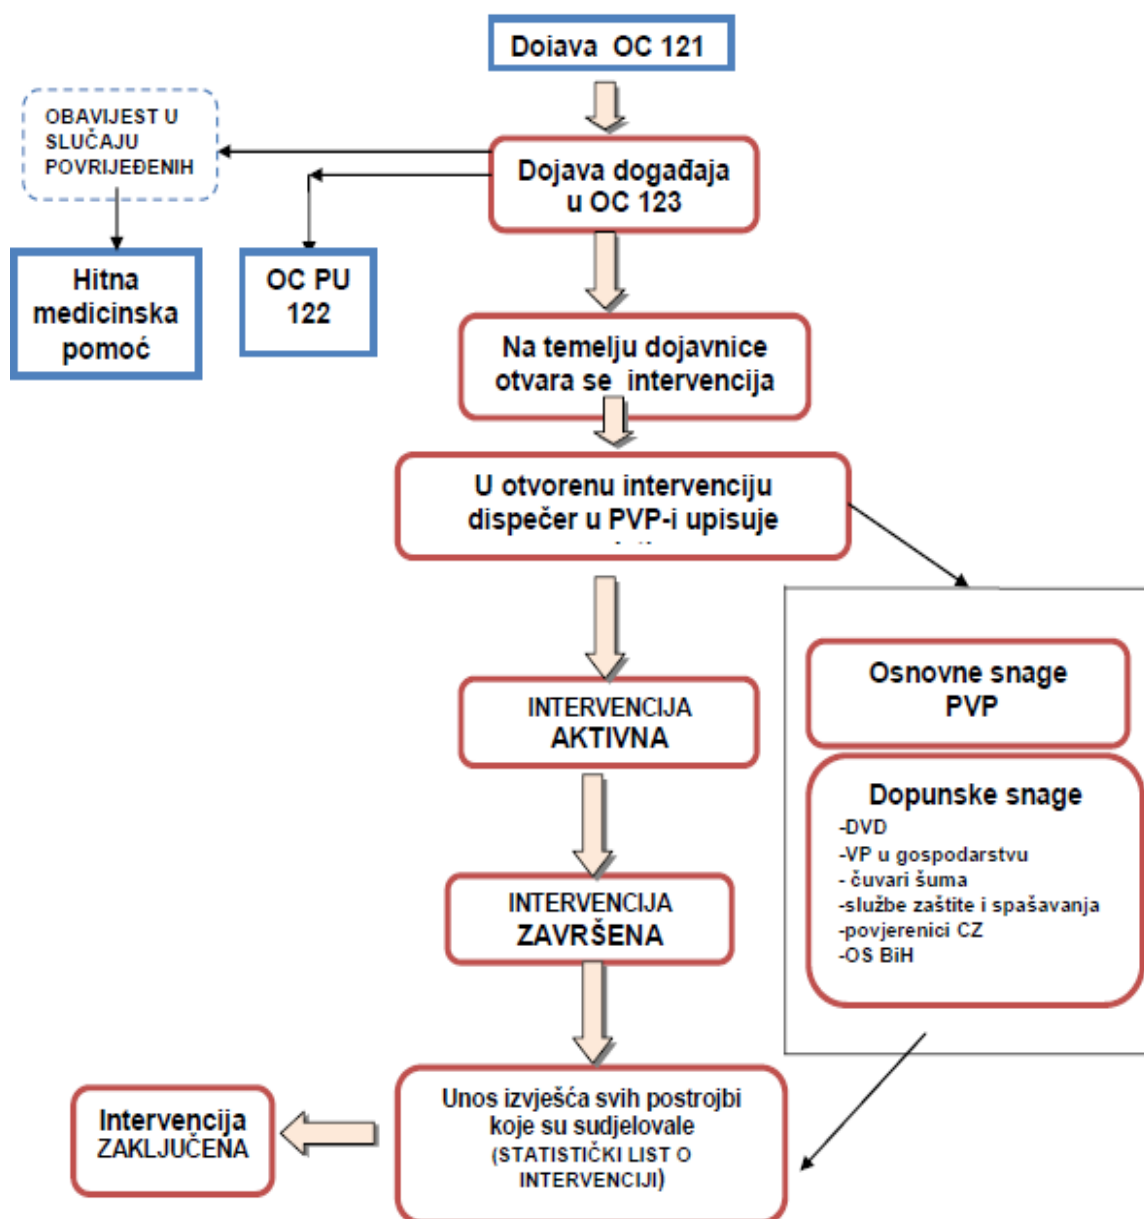 Doiava OC 121
OBAVIJEST U
SLUČAJU
POVRIJEĐENIH
Dojava događaja
u OC 123
Hitna
medicinska
pomoć
OC PU
122
Na temelju dojavnice
otvara se intervencija
U otvorenu intervenciju
dispečer u PVP-i upisuje
INTERVENCIJA
AKTIVNA
Osnovne snage
PVP
Dopunske snage
-DVD
-VP u gospodarstvu
- čuvari šuma
-službe zaštite i spašavanja
-povjerenici CZ
-OS BiH
INTERVENCIJA
ZAVRŠENA
Unos izvješća svih postrojbi
koje su sudjelovale
(STATISTIČKI LIST O
INTERVENCIJI)
Intervencija
ZAKLJUČENA